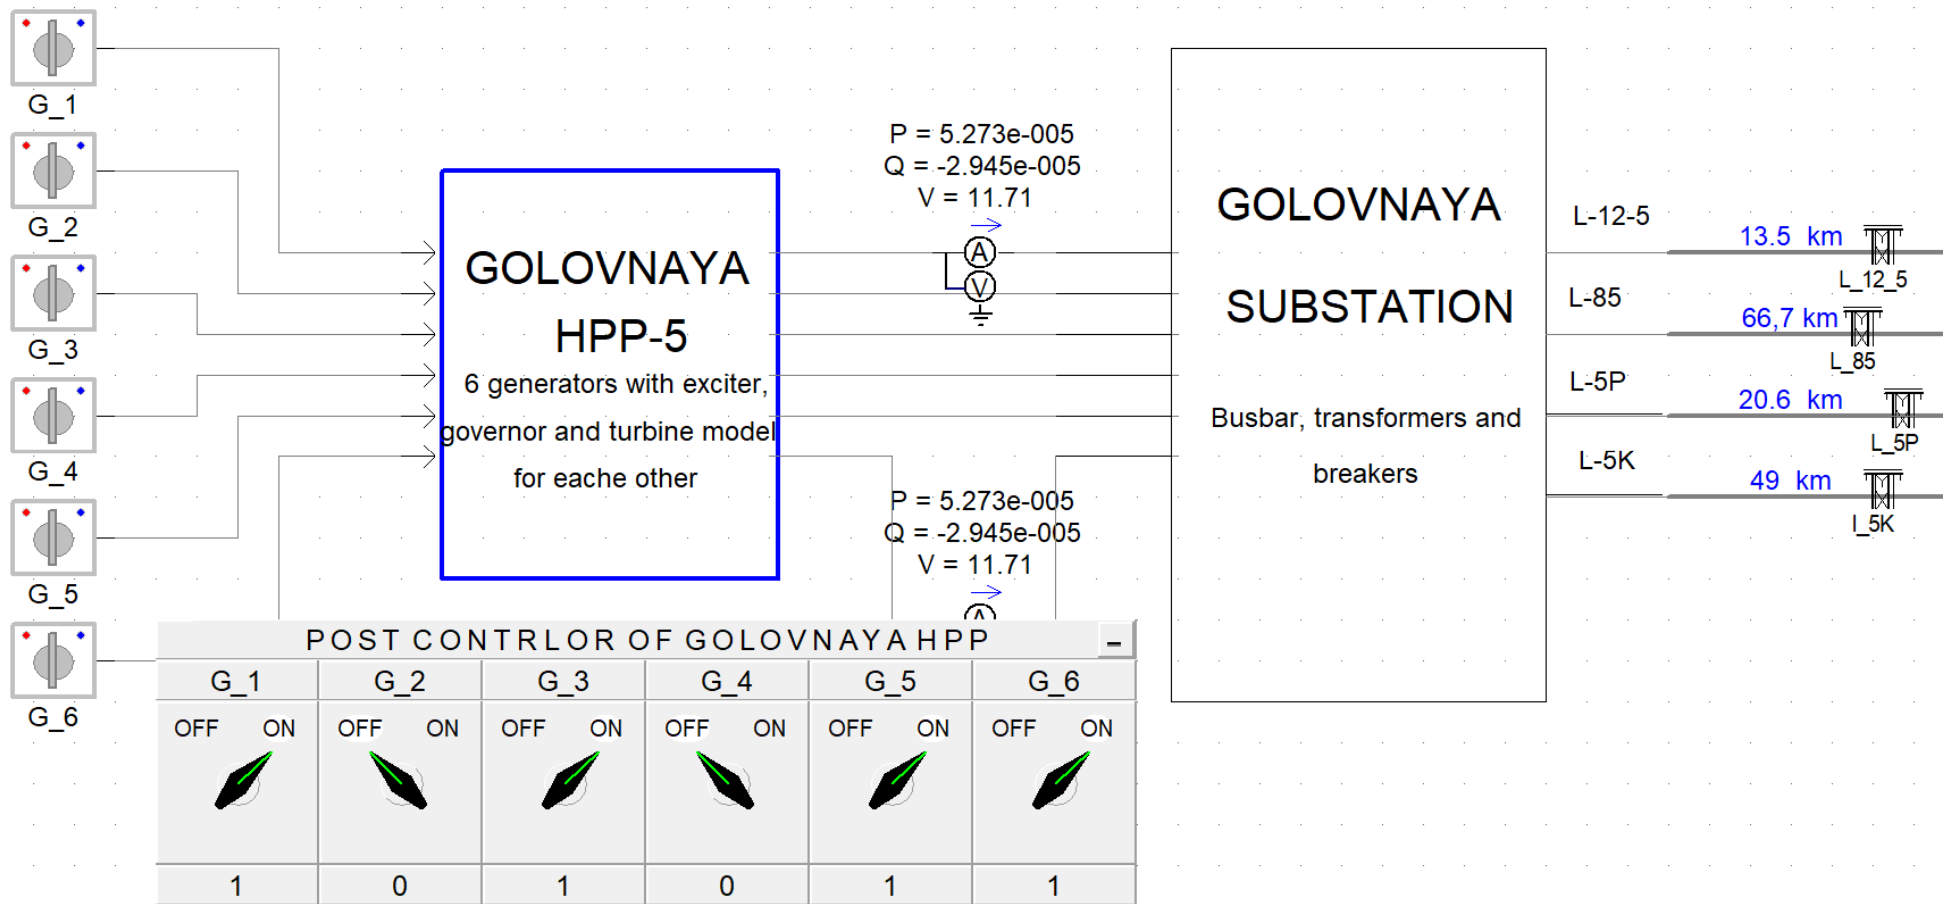 G_1
G_2
G_3
G_4
G_5
G_6
GOLOVNAYA
HPP-5
6 generators with exciter,
governor and turbine model
for eache other
P = 5.273e-005
Q = -2.945e-005
V = 11.71
A
V
P = 5.273e-005
Q = -2.945e-005
V = 11.71
A
GOLOVNAYA
SUBSTATION
Busbar, transformers and
breakers
L-12-5
13.5 km
L_12_5
L-85
66,7 km
L_85
L-5P
20.6 km
L_5P
L-5K
49 km
l_5K
POST CONTRLOR OF GOLOVNAYA HPP
G_1 G_2 G_3 G_4 G_5 G_6
OFF ON OFF ON OFF ON OFF ON OFF ON OFF ON
1 0 1 0 1 1